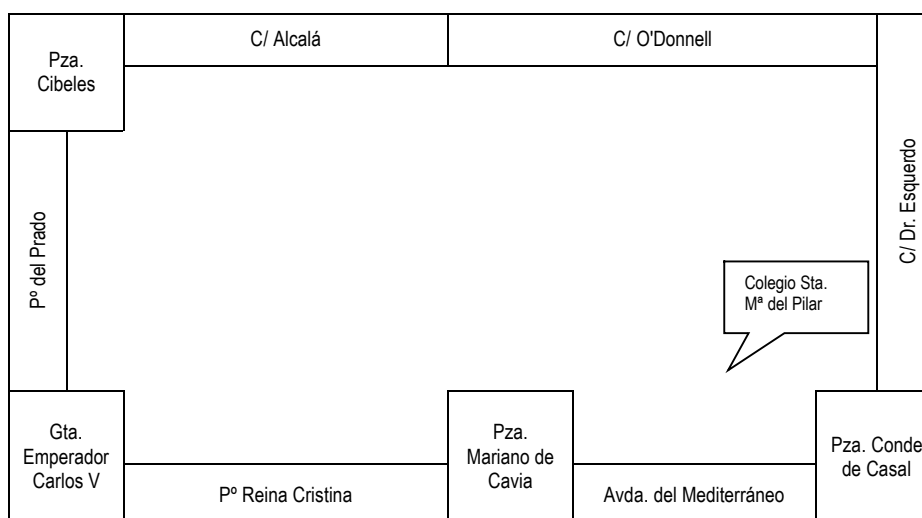 C/ Alcalá
C/ O'Donnell
Pza.
Cibeles
C/ Dr. Esquerdo
Pº del Prado
Colegio Sta.
Mª del Pilar
Gta.
Emperador
Carlos V
Pº Reina Cristina
Pza.
Mariano de
Cavia
Avda. del Mediterráneo
Pza. Conde
de Casal